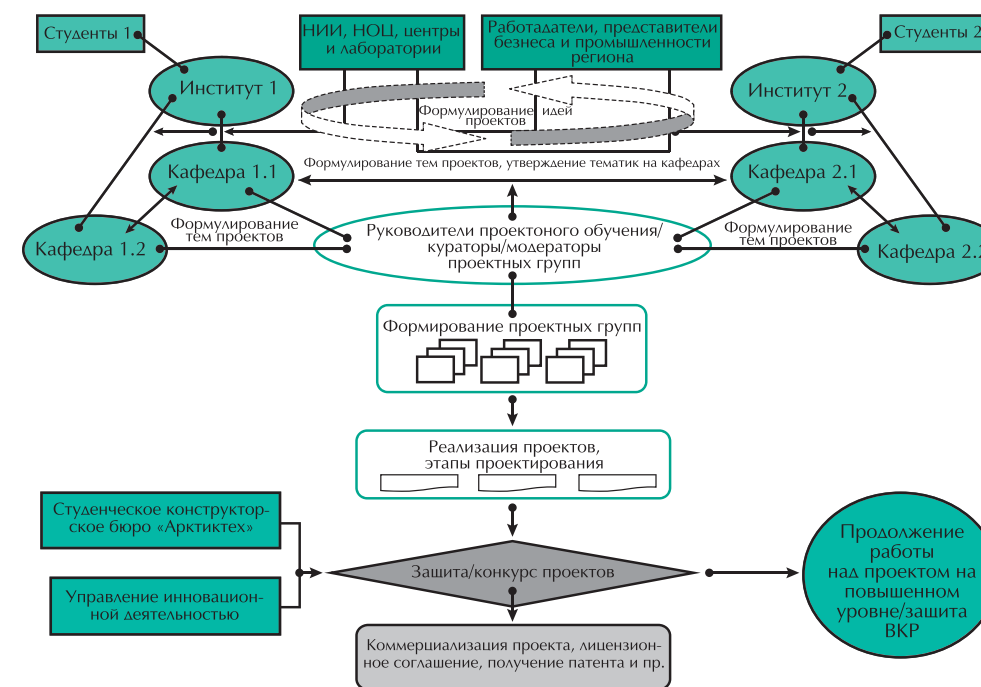 Студенты 1
НИИ, НОЦ, центры
и лаборатории
Работадатели, представители
безнеса и промышленности
региона
Студенты 2
Институт 1
Институт 2
Формулирование идей
проектов
Формулирование тем проектов, утверждение тематик на кафедрах
Кафедра 1.1
Кафедра 2.1
Формулирование
тем проектов
Руководители проектоного обучения/
кураторы/модераторы
проектных групп
Формулирование
тем проектов
Кафедра 1.2
Кафедра 2.2
Формирование проектных групп
Реализация проектов,
этапы проектирования
Студенческое конструктор-
ское бюро «Арктиктех»
Управление инновацион-
ной деятельностью
Зашита/конкурс проектов
Продолжение
работы
над проектом на
повышенном
уровне/зашита
ВКР
Коммерциализация проекта, лицензион-
ное соглашение, получение патента и пр.